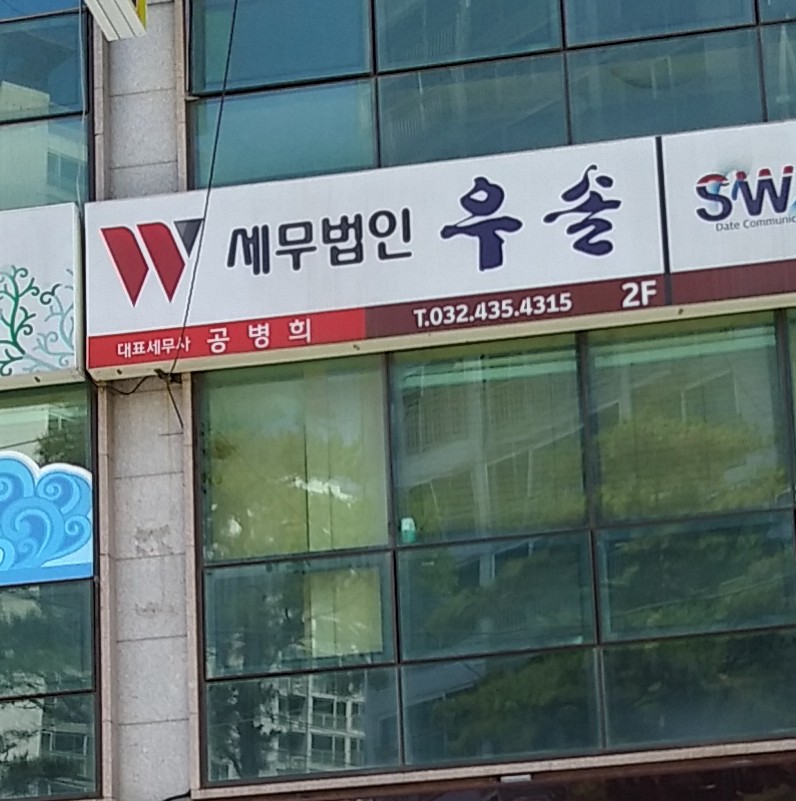 W 세무법인 우솔
대표세무사 공병희 T.032.435.4315 2F
SW
Date Communic